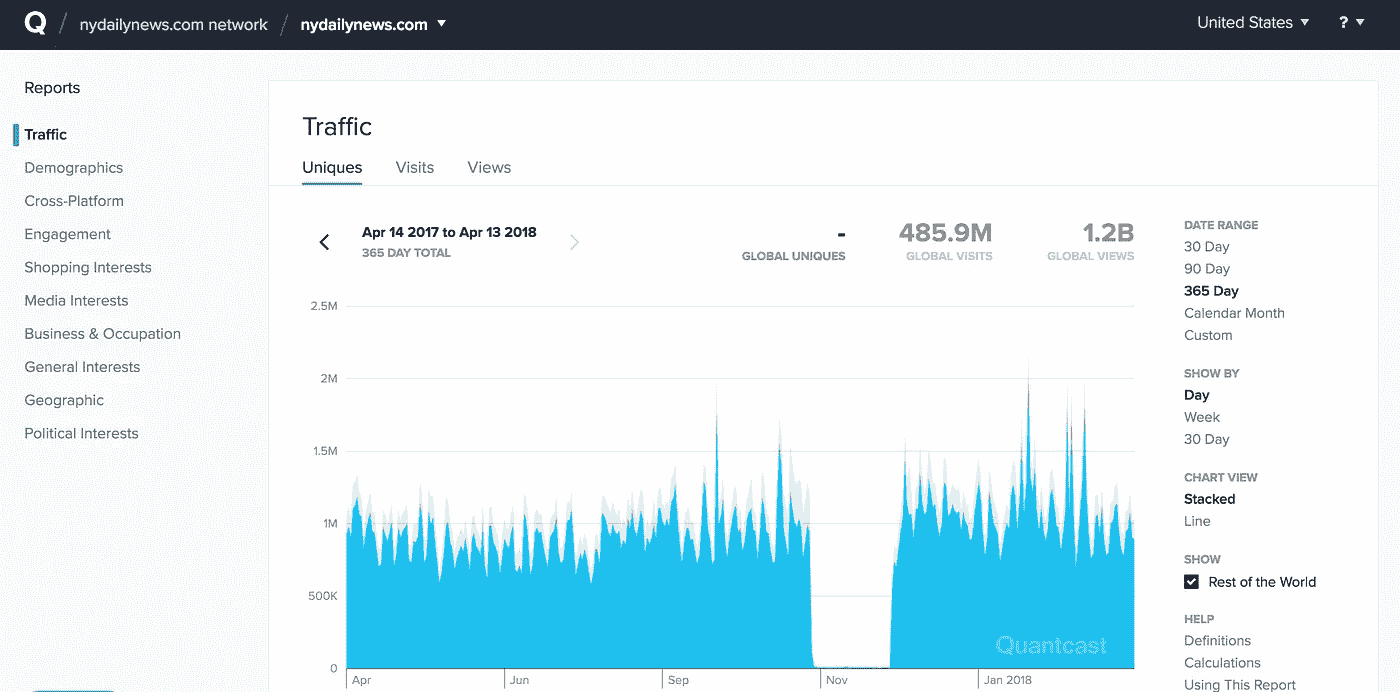 Q / nydailynews.com network / nydailynews.com
United States ?
Reports
Traffic
Demographics
Cross-Platform
Engagement
Shopping Interests
Media Interests
Business & Occupation
General Interests
Geographic
Political Interests
Traffic
Uniques Visits Views
Apr 14 2017 to Apr 13 2018
365 DAY TOTAL
-
GLOBAL UNIQUES
485.9M
GLOBAL VISITS
1.2B
GLOBAL VIEWS
2.5M
2M
1.5M
1M
500K
0
Apr Jun Sep Nov Jan 2018
Quantcast
DATE RANGE
30 Day
90 Day
365 Day
Calendar Month
Custom
SHOW BY
Day
Week
30 Day
CHART VIEW
Stacked
Line
SHOW
Rest of the World
HELP
Definitions
Calculations
Using This Report